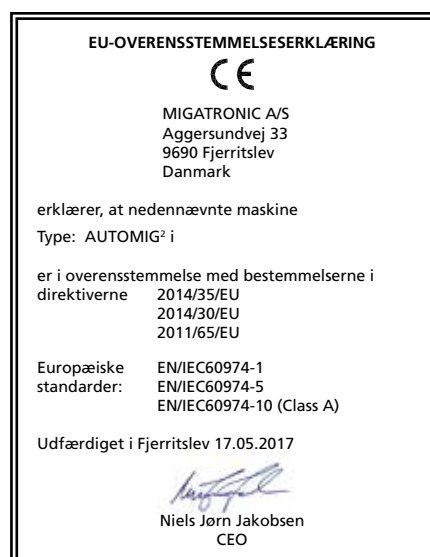 EU-OVERENSSTEMMELSESERKLÆRING
CE
MIGATRONIC A/S
Aggersundvej 33
9690 Fjerritslev
Danmark
erklærer, at nedennævnte maskine
Type: AUTOMIG² i
er i overensstemmelse med bestemmelserne i
direktiverne 2014/35/EU
2014/30/EU
2011/65/EU
Europæiske EN/IEC60974-1
standarder: EN/IEC60974-5
EN/IEC60974-10 (Class A)
Udfærdiget i Fjerritslev 17.05.2017
Niels Jørn Jakobsen
CEO